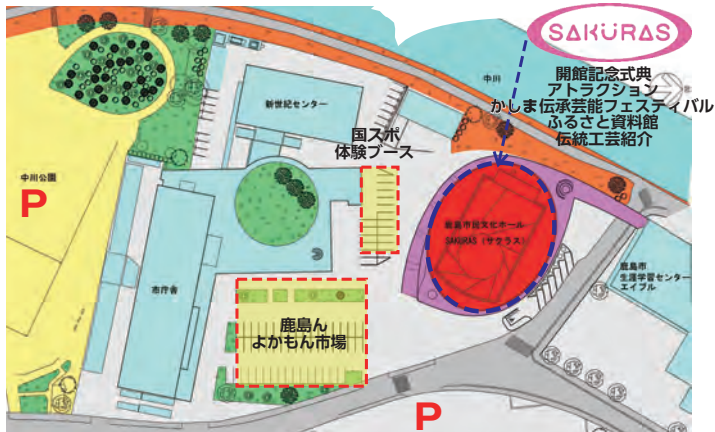 SAKURAS
開館記念式典
アトラクション
かしま伝承芸能フェスティバル
ふるさと資料館
伝統工芸紹介
中川
新世紀センター
国スポ
体験ブース
中川公園
P
鹿島市民文化ホール
SAKURAS（サクラス）
鹿島市
生涯学習センター
エイブル
市庁舎
鹿島ん
よかもん市場
P